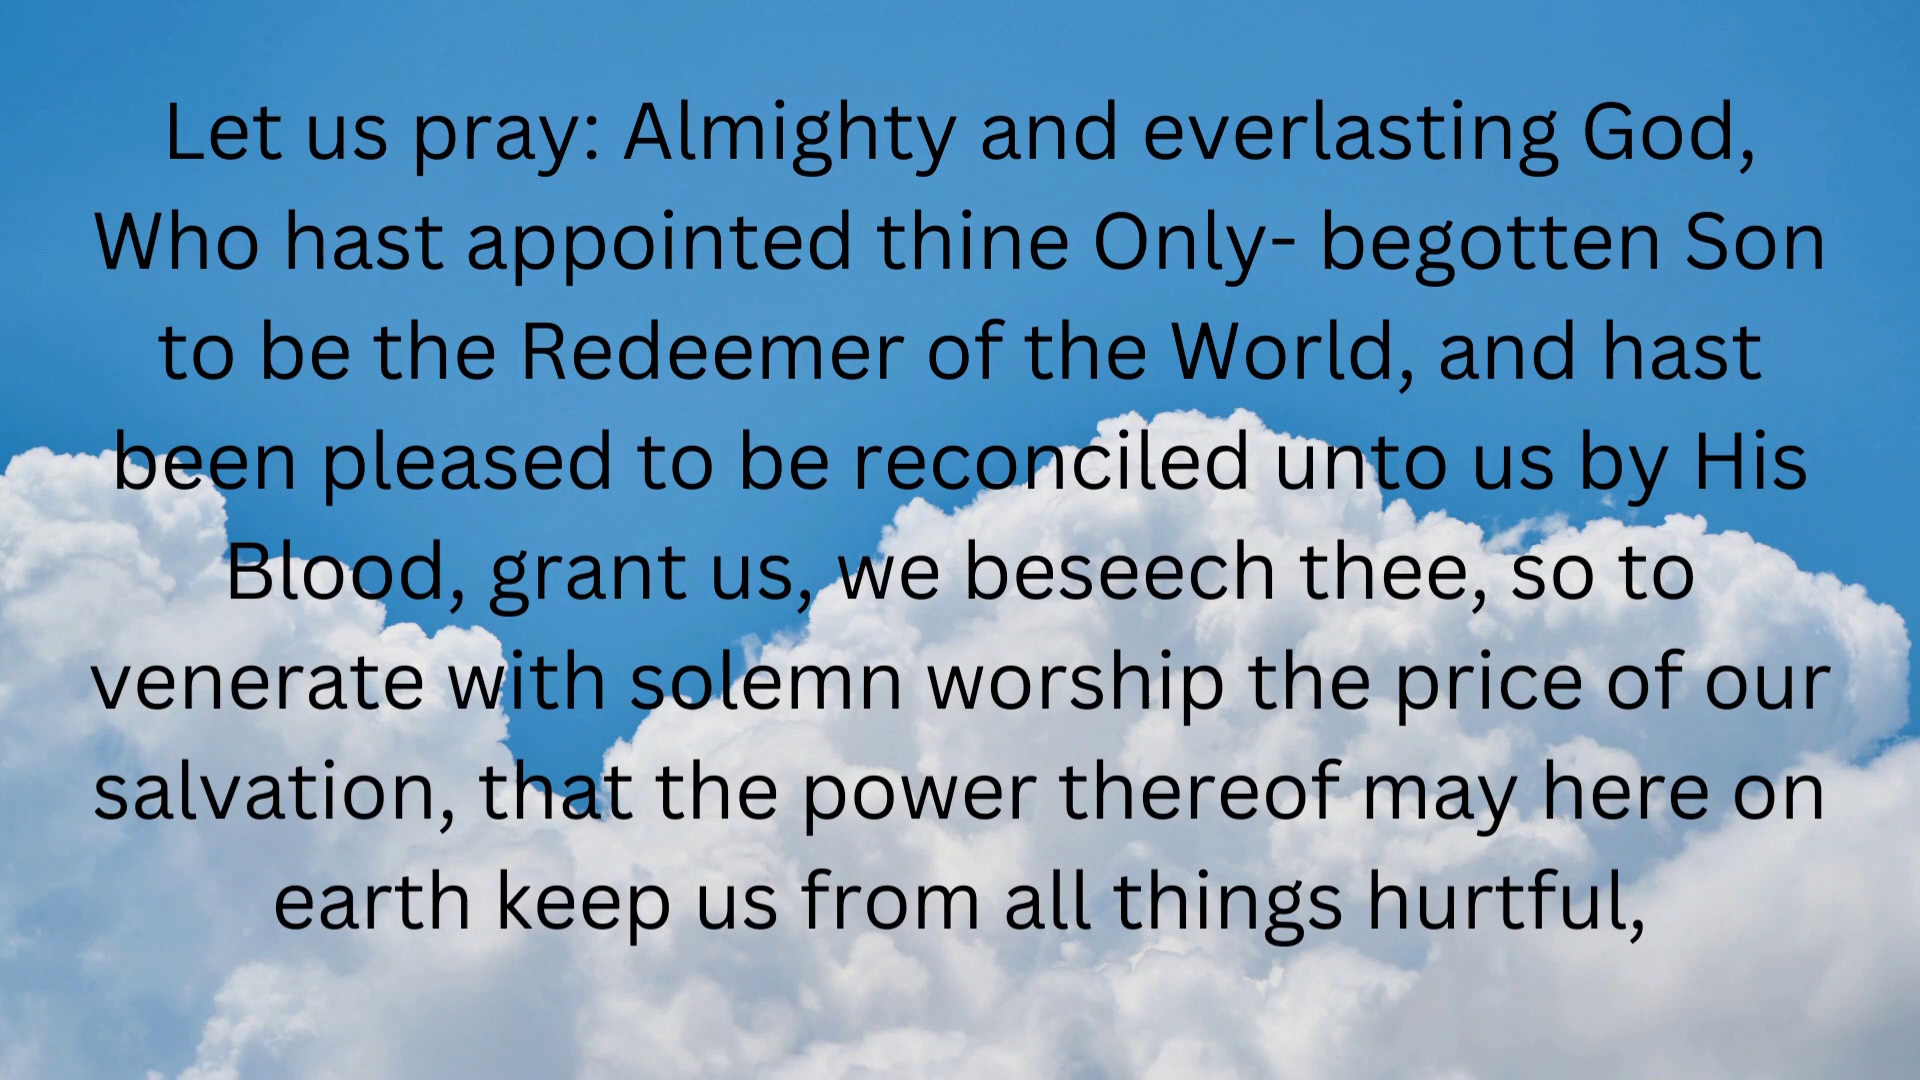 Let us pray: Almighty and everlasting God,
Who hast appointed thine Only- begotten Son
to be the Redeemer of the World, and hast
been pleased to be reconciled unto us by His
Blood, grant us, we beseech thee, so to
venerate with solemn worship the price of our
salvation, that the power thereof may here on
earth keep us from all things hurtful,